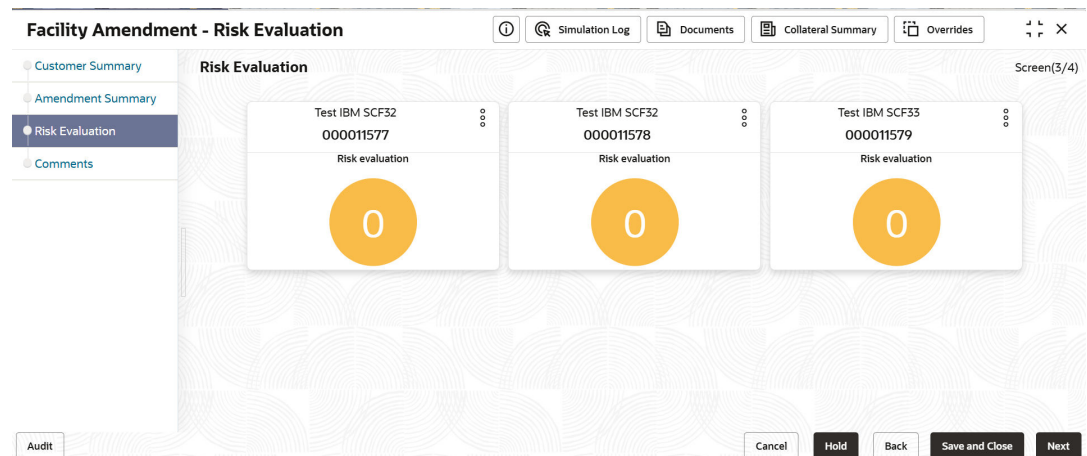 Facility Amendment - Risk Evaluation
Simulation Log
Documents
Collateral Summary
Overrides
Customer Summary
Amendment Summary
Risk Evaluation
Comments
Risk Evaluation
Screen(3/4)
Test IBM SCF32
000011577
Risk evaluation
0
Test IBM SCF32
000011578
Risk evaluation
0
Test IBM SCF33
000011579
Risk evaluation
0
Audit
Cancel
Hold
Back
Save and Close
Next